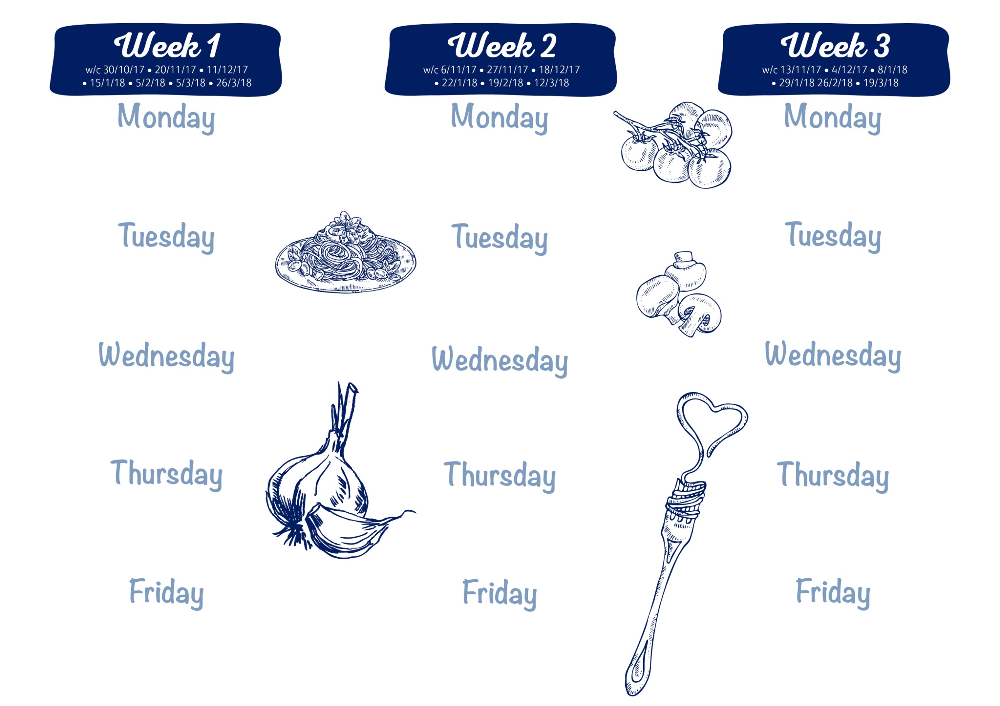 Week 1
w/c 30/10/17 • 20/11/17 • 11/12/17
• 15/1/18 • 5/2/18 • 5/3/18 • 26/3/18
Monday
Tuesday
Wednesday
Thursday
Friday
Week 2
w/c 6/11/17 • 27/11/17 • 18/12/17
• 22/1/18 • 19/2/18 • 12/3/18
Monday
Tuesday
Wednesday
Thursday
Friday
Week 3
w/c 13/11/17 • 4/12/17 • 8/1/18
• 29/1/18 26/2/18 • 19/3/18
Monday
Tuesday
Wednesday
Thursday
Friday